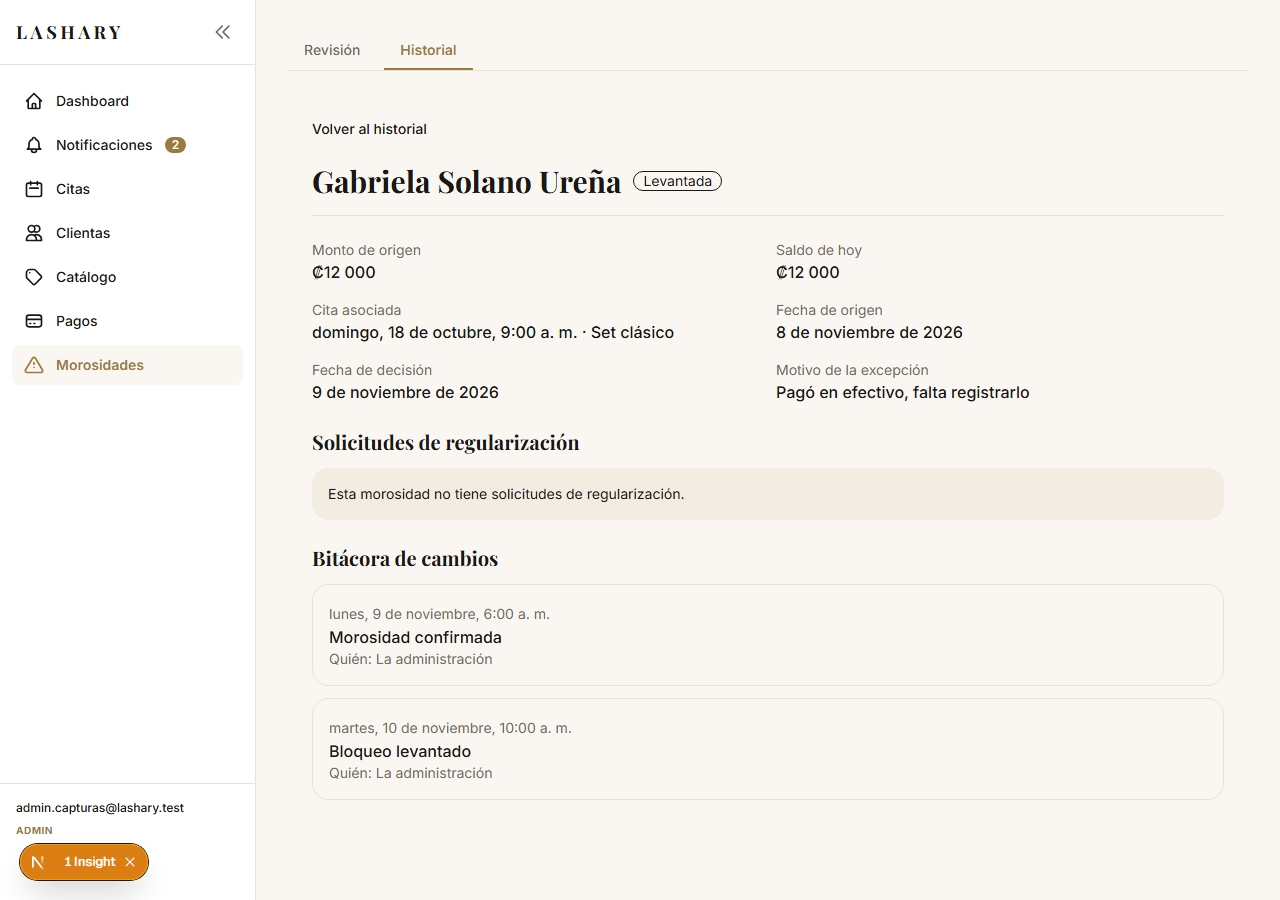 LASHARY
Dashboard
Notificaciones 2
Citas
Clientas
Catálogo
Pagos
Morosidades
admin.capturas@lashary.test
ADMIN
1 Insight
Revisión
Historial
Volver al historial
Gabriela Solano Ureña
Levantada
Monto de origen
₡12 000
Saldo de hoy
₡12 000
Cita asociada
domingo, 18 de octubre, 9:00 a. m. · Set clásico
Fecha de origen
8 de noviembre de 2026
Fecha de decisión
9 de noviembre de 2026
Motivo de la excepción
Pagó en efectivo, falta registrarlo
Solicitudes de regularización
Esta morosidad no tiene solicitudes de regularización.
Bitácora de cambios
lunes, 9 de noviembre, 6:00 a. m.
Morosidad confirmada
Quién: La administración
martes, 10 de noviembre, 10:00 a. m.
Bloqueo levantado
Quién: La administración